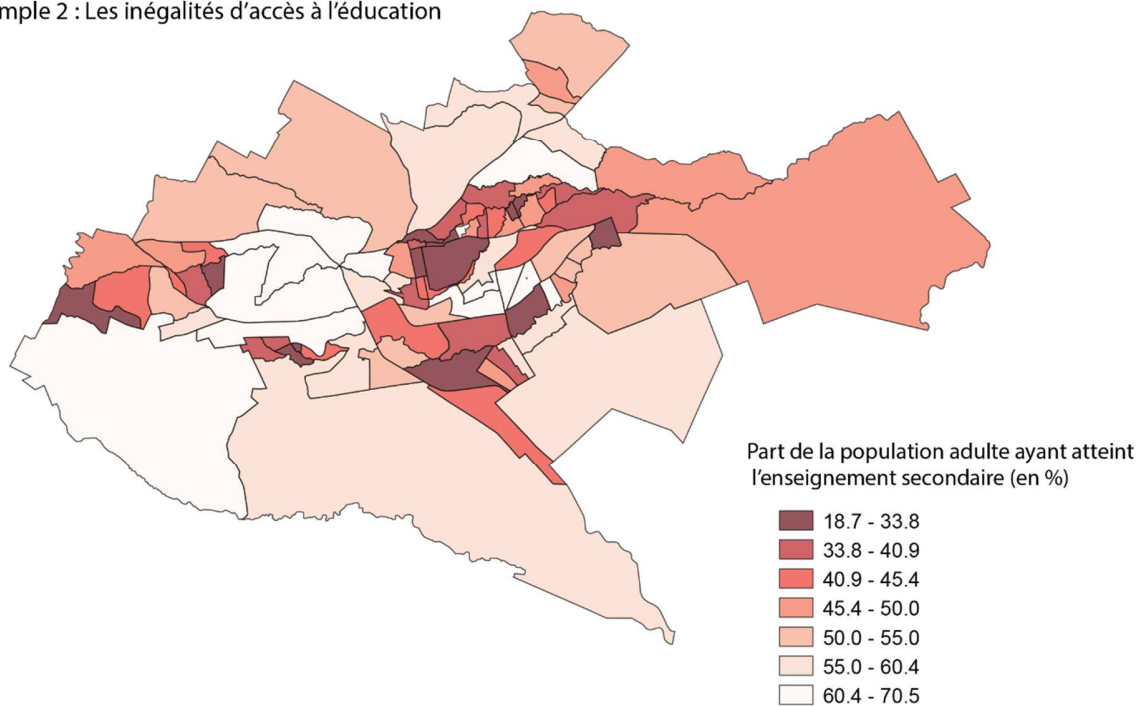 mple 2 : Les inégalités d’accès à l’éducation
Part de la population adulte ayant atteint
l’enseignement secondaire (en %)
18.7 - 33.8
33.8 - 40.9
40.9 - 45.4
45.4 - 50.0
50.0 - 55.0
55.0 - 60.4
60.4 - 70.5